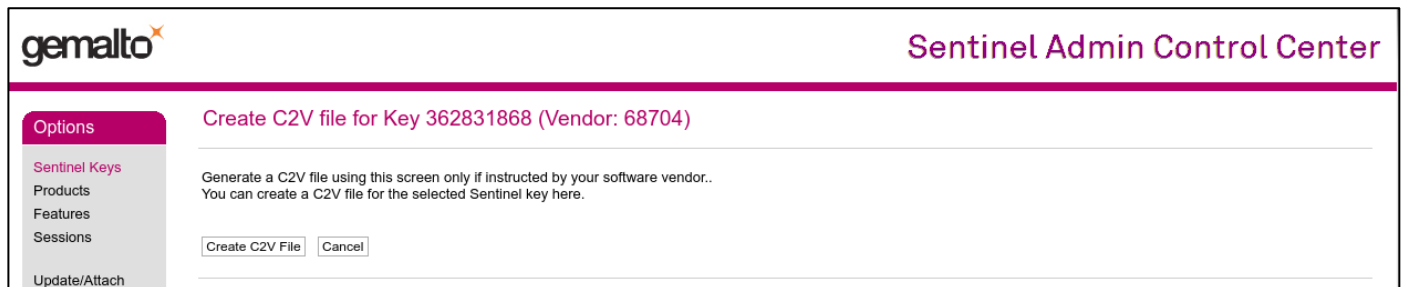 gemalto
Sentinel Admin Control Center
Options
Sentinel Keys
Products
Features
Sessions
Update/Attach
Create C2V file for Key 362831868 (Vendor: 68704)
Generate a C2V file using this screen only if instructed by your software vendor..
You can create a C2V file for the selected Sentinel key here.
Create C2V File
Cancel